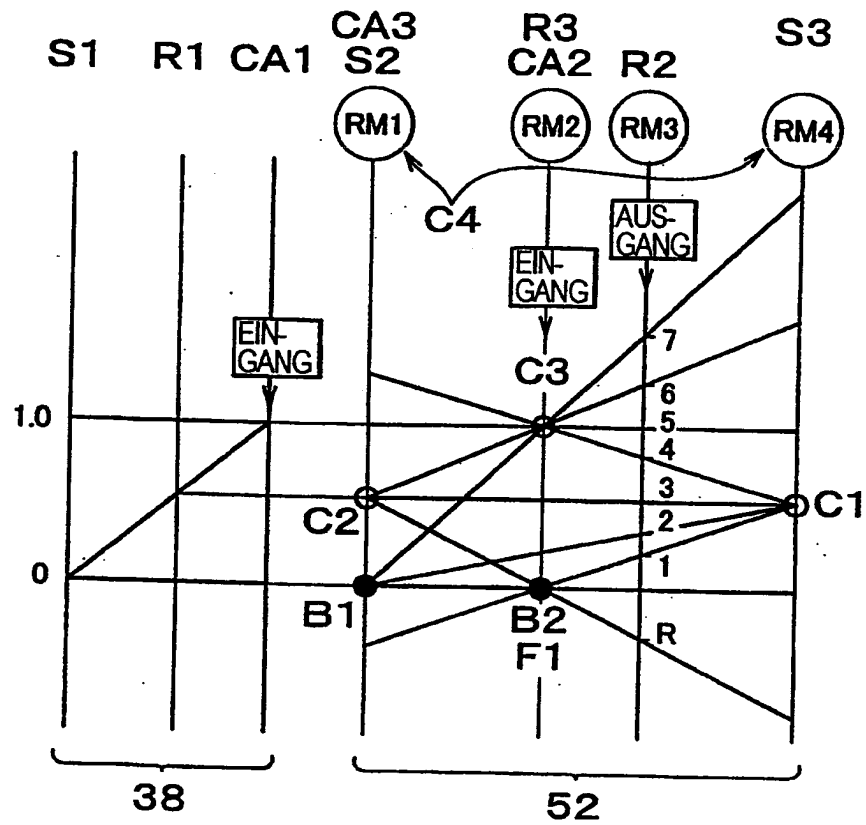 CA3 R3 S3
S1 R1 CA1 S2 CA2 R2
RM1 RM2 RM3 RM4
C4
AUS-
GANG
EIN-
GANG
EIN-
GANG
7
C3
6
1.0
5
4
3
C1
C2
2
0
1
B1
B2
R
F1
38
52